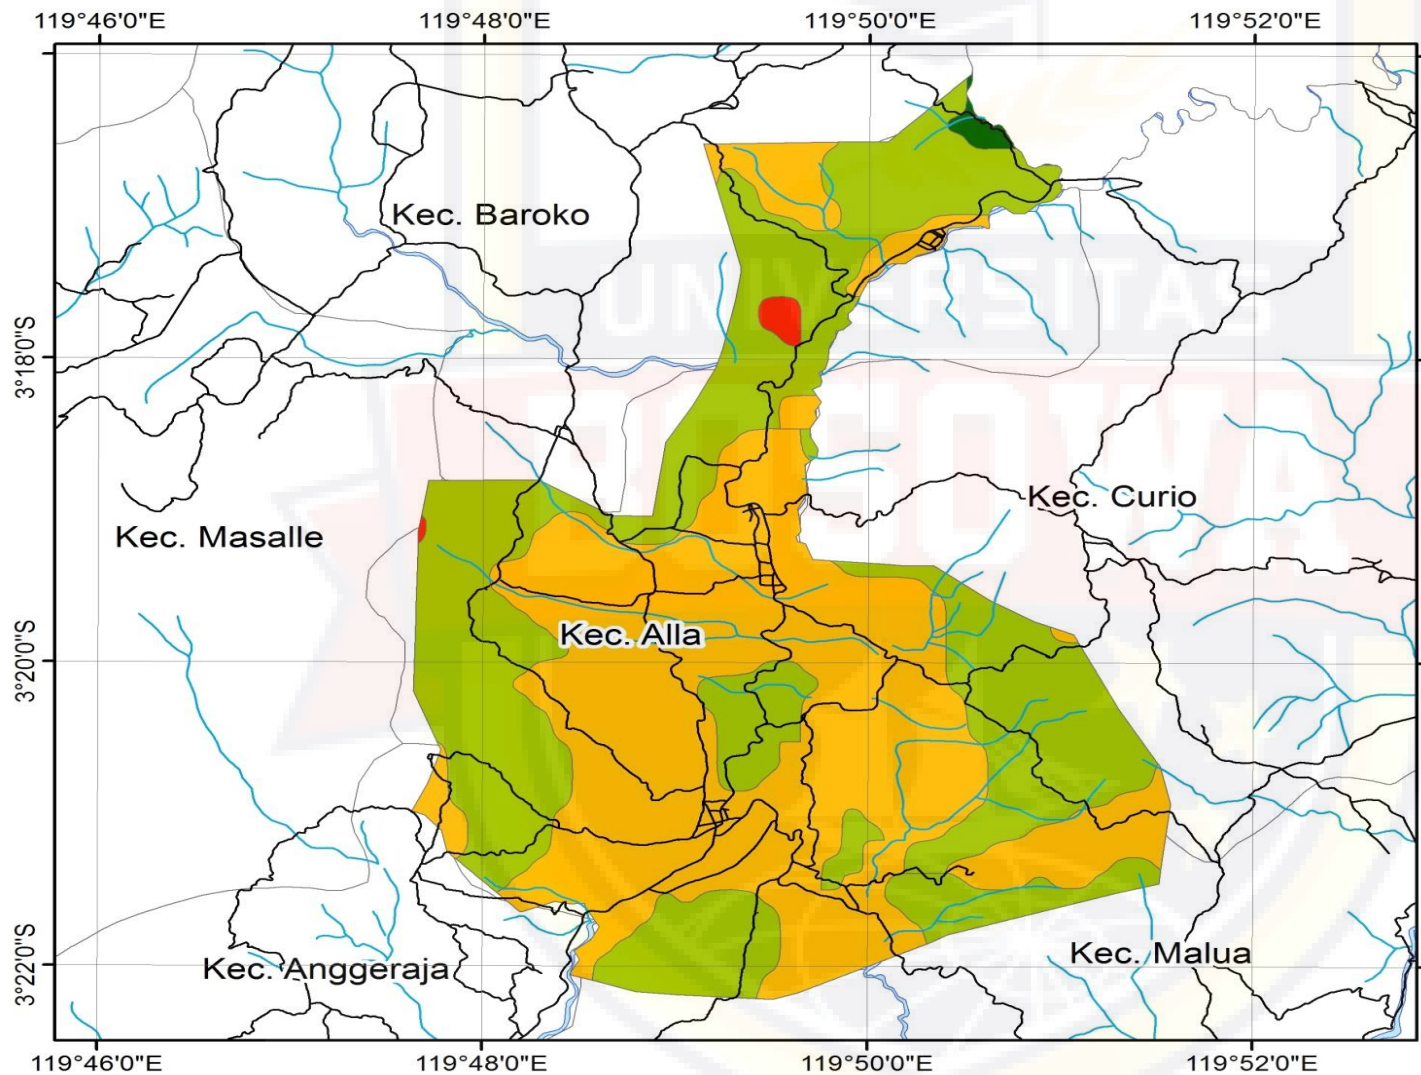 119°46'0"E 119°48'0"E 119°50'0"E 119°52'0"E
Kec. Baroko
UNIVERSITAS
3°18'0"S
BOSOWA
Kec. Curio
Kec. Masalle
Kec. Alla
3°20'0"S
Kec. Malua
Kec. Anggeraja
3°22'0"S
119°46'0"E 119°48'0"E 119°50'0"E 119°52'0"E